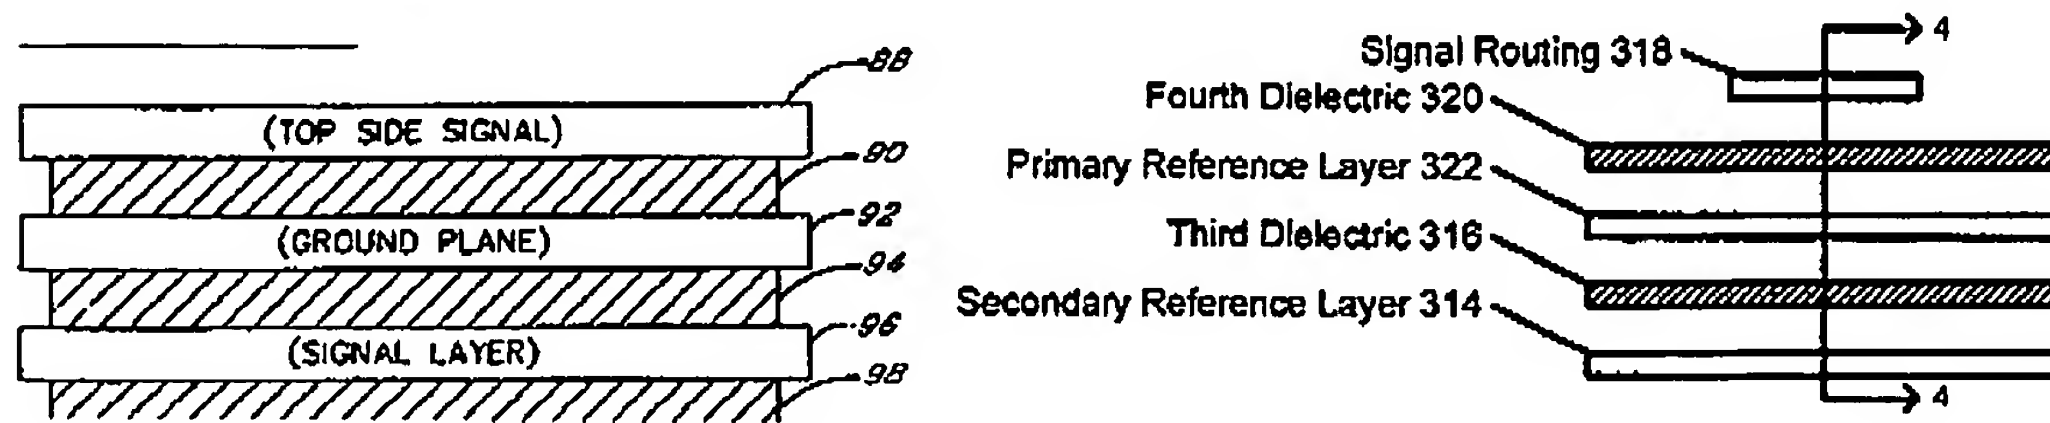 88
(TOP SIDE SIGNAL)
90
92
(GROUND PLANE)
94
96
(SIGNAL LAYER)
98
4
Signal Routing 318
Fourth Dielectric 320
Primary Reference Layer 322
Third Dielectric 316
Secondary Reference Layer 314
4